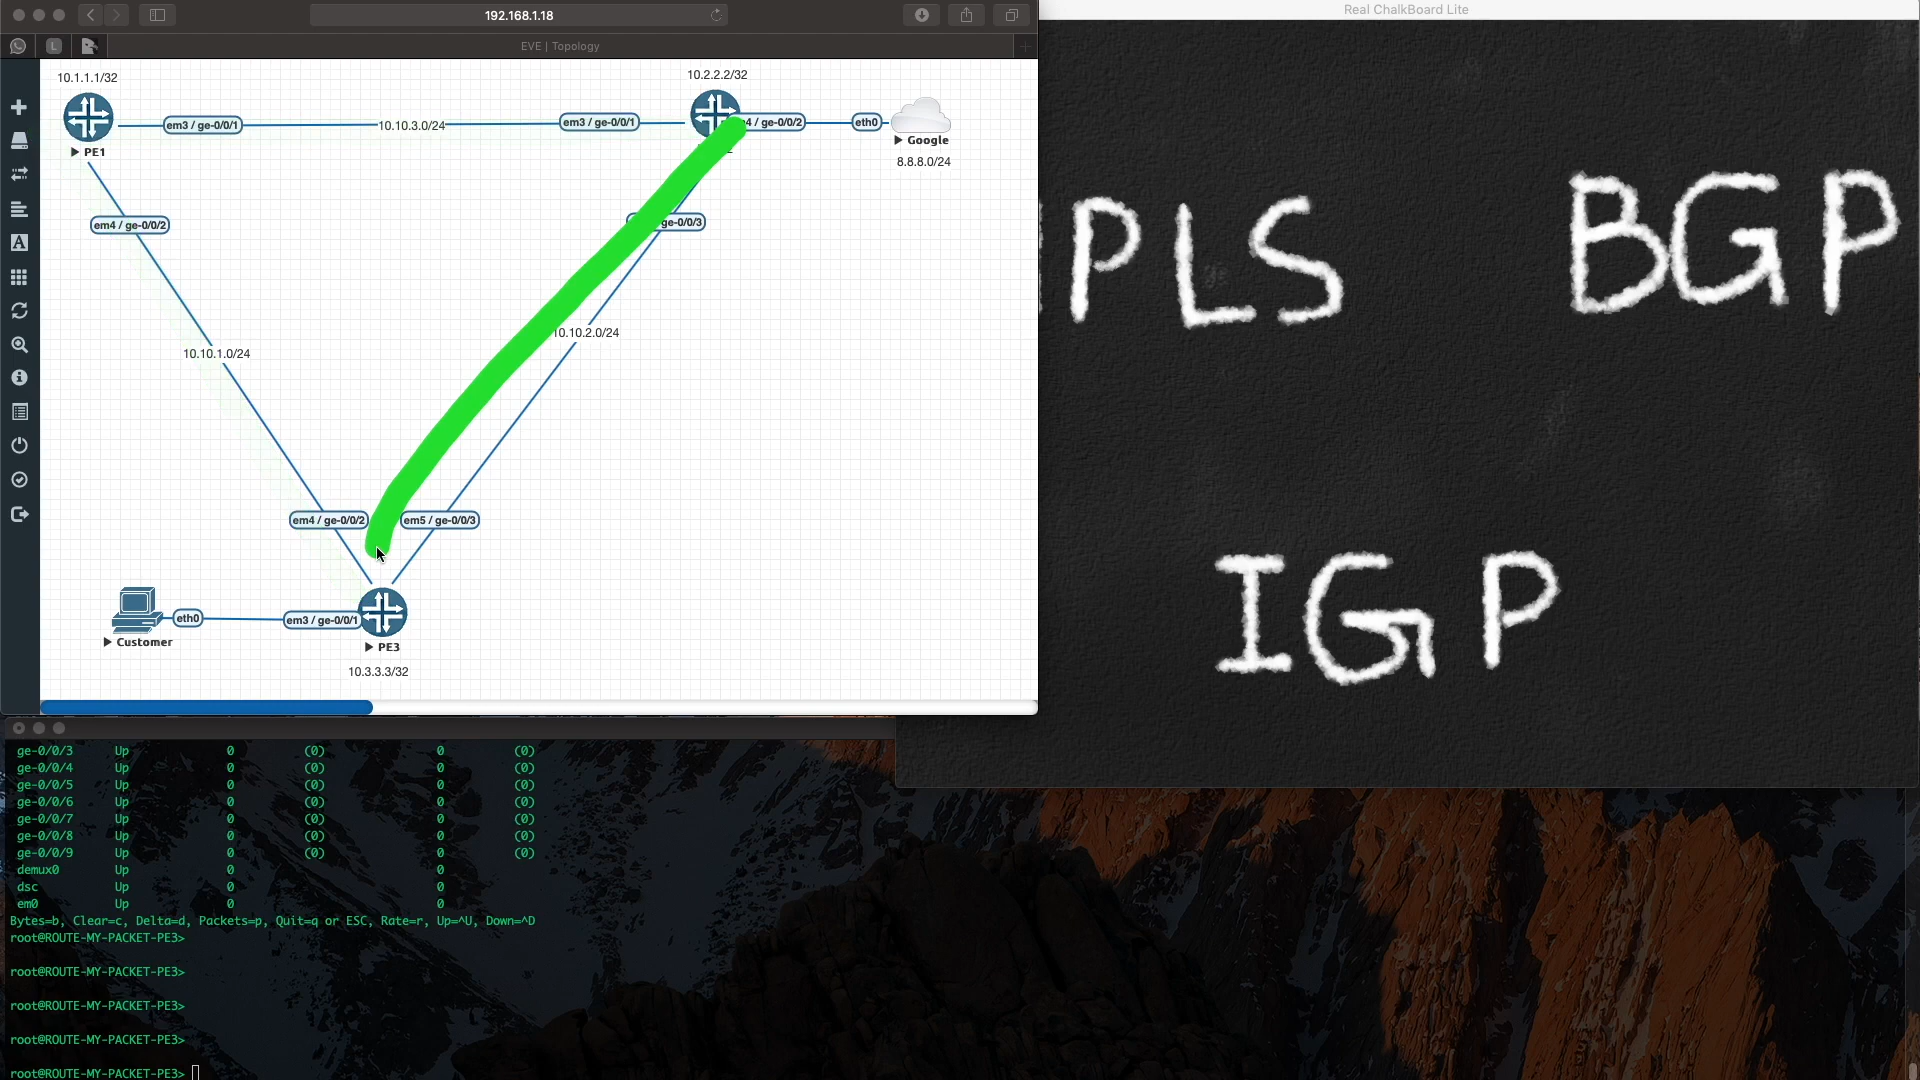 Real ChalkBoard Lite
192.168.1.18
L
EVE | Topology
10.1.1.1/32
10.2.2.2/32
em3 / ge-0/0/1
10.10.3.0/24
em3 / ge-0/0/1
/ ge-0/0/2
eth0
PE1
Google
8.8.8.0/24
em4 / ge-0/0/2
ge-0/0/3
10.10.2.0/24
10.10.1.0/24
em4 / ge-0/0/2
em5 / ge-0/0/3
eth0
em3 / ge-0/0/1
Customer
PE3
10.3.3.3/32
PLS
BGP
IGP
ge-0/0/3 Up 0 (0) 0 (0)
ge-0/0/4 Up 0 (0) 0 (0)
ge-0/0/5 Up 0 (0) 0 (0)
ge-0/0/6 Up 0 (0) 0 (0)
ge-0/0/7 Up 0 (0) 0 (0)
ge-0/0/8 Up 0 (0) 0 (0)
ge-0/0/9 Up 0 (0) 0 (0)
demux0 Up 0 0
dsc Up 0 0
em0 Up 0 0
Bytes=b, Clear=c, Delta=d, Packets=p, Quit=q or ESC, Rate=r, Up=^U, Down=^D
root@ROUTE-MY-PACKET-PE3>
root@ROUTE-MY-PACKET-PE3>
root@ROUTE-MY-PACKET-PE3>
root@ROUTE-MY-PACKET-PE3>
root@ROUTE-MY-PACKET-PE3>